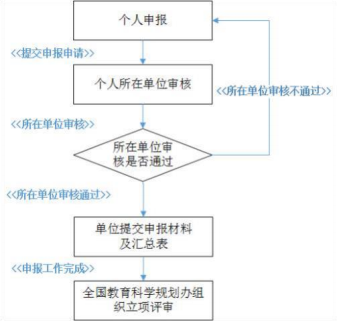 个人申报
<<提交申报申请>>
个人所在单位审核
<<所在单位审核不通过>>
<<所在单位审核>>
所在单位审
核是否通过
<<所在单位审核通过>>
单位提交申报材料
及汇总表
<<申报工作完成>>
全国教育科学规划办组
织立项评审